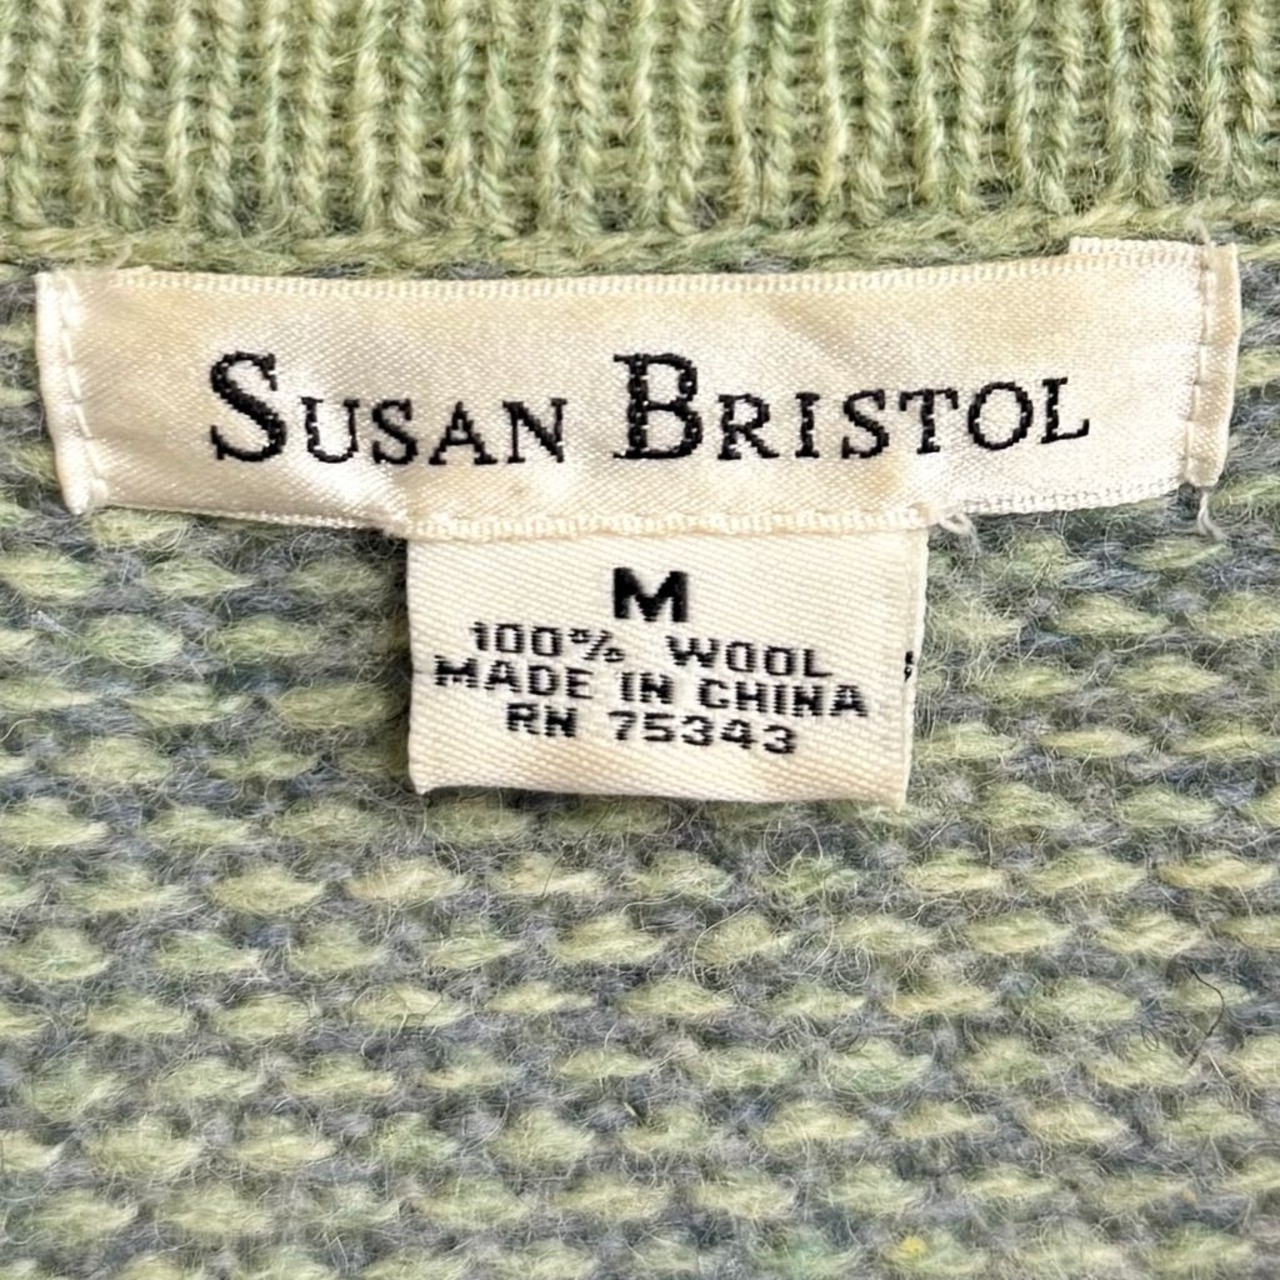 SUSAN BRISTOL
M
100% WOOL
MADE IN CHINA
RN 75343